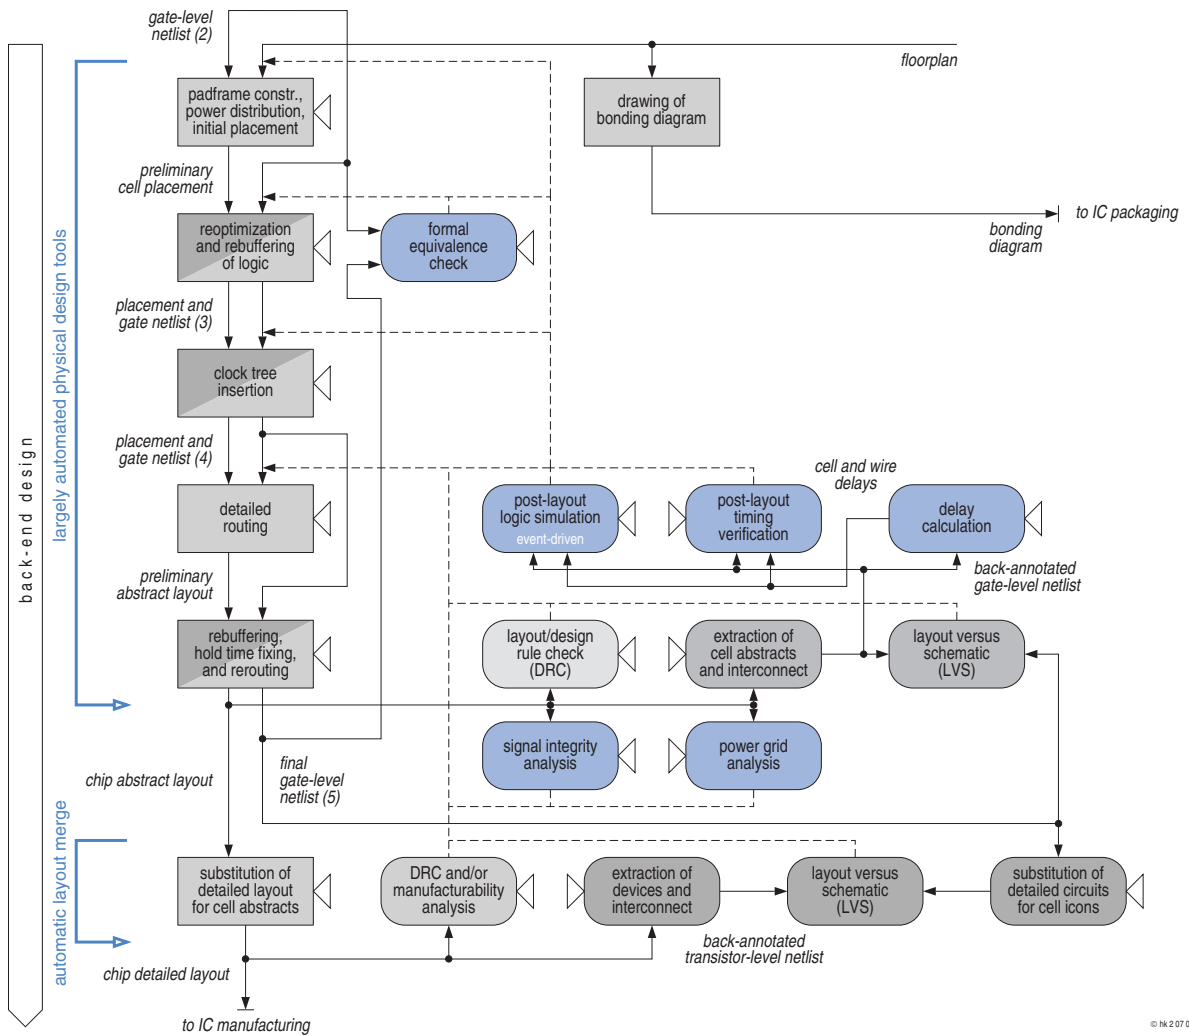 gate-level
netlist (2)
floorplan
padframe constr.,
power distribution,
initial placement
drawing of
bonding diagram
preliminary
cell placement
to IC packaging
bonding
diagram
reoptimization
and rebuffering
of logic
formal
equivalence
check
placement and
gate netlist (3)
clock tree
insertion
placement and
gate netlist (4)
cell and wire
delays
detailed
routing
post-layout
logic simulation
event-driven
post-layout
timing
verification
delay
calculation
back-annotated
gate-level netlist
preliminary
abstract layout
rebuffering,
hold time fixing,
and rerouting
layout/design
rule check
(DRC)
extraction of
cell abstracts
and interconnect
layout versus
schematic
(LVS)
signal integrity
analysis
power grid
analysis
chip abstract layout
final
gate-level
netlist (5)
substitution of
detailed layout
for cell abstracts
DRC and/or
manufacturability
analysis
extraction of
devices and
interconnect
layout versus
schematic
(LVS)
substitution of
detailed circuits
for cell icons
back-annotated
transistor-level netlist
chip detailed layout
to IC manufacturing
back-end design
largely automated physical design tools
automatic layout merge